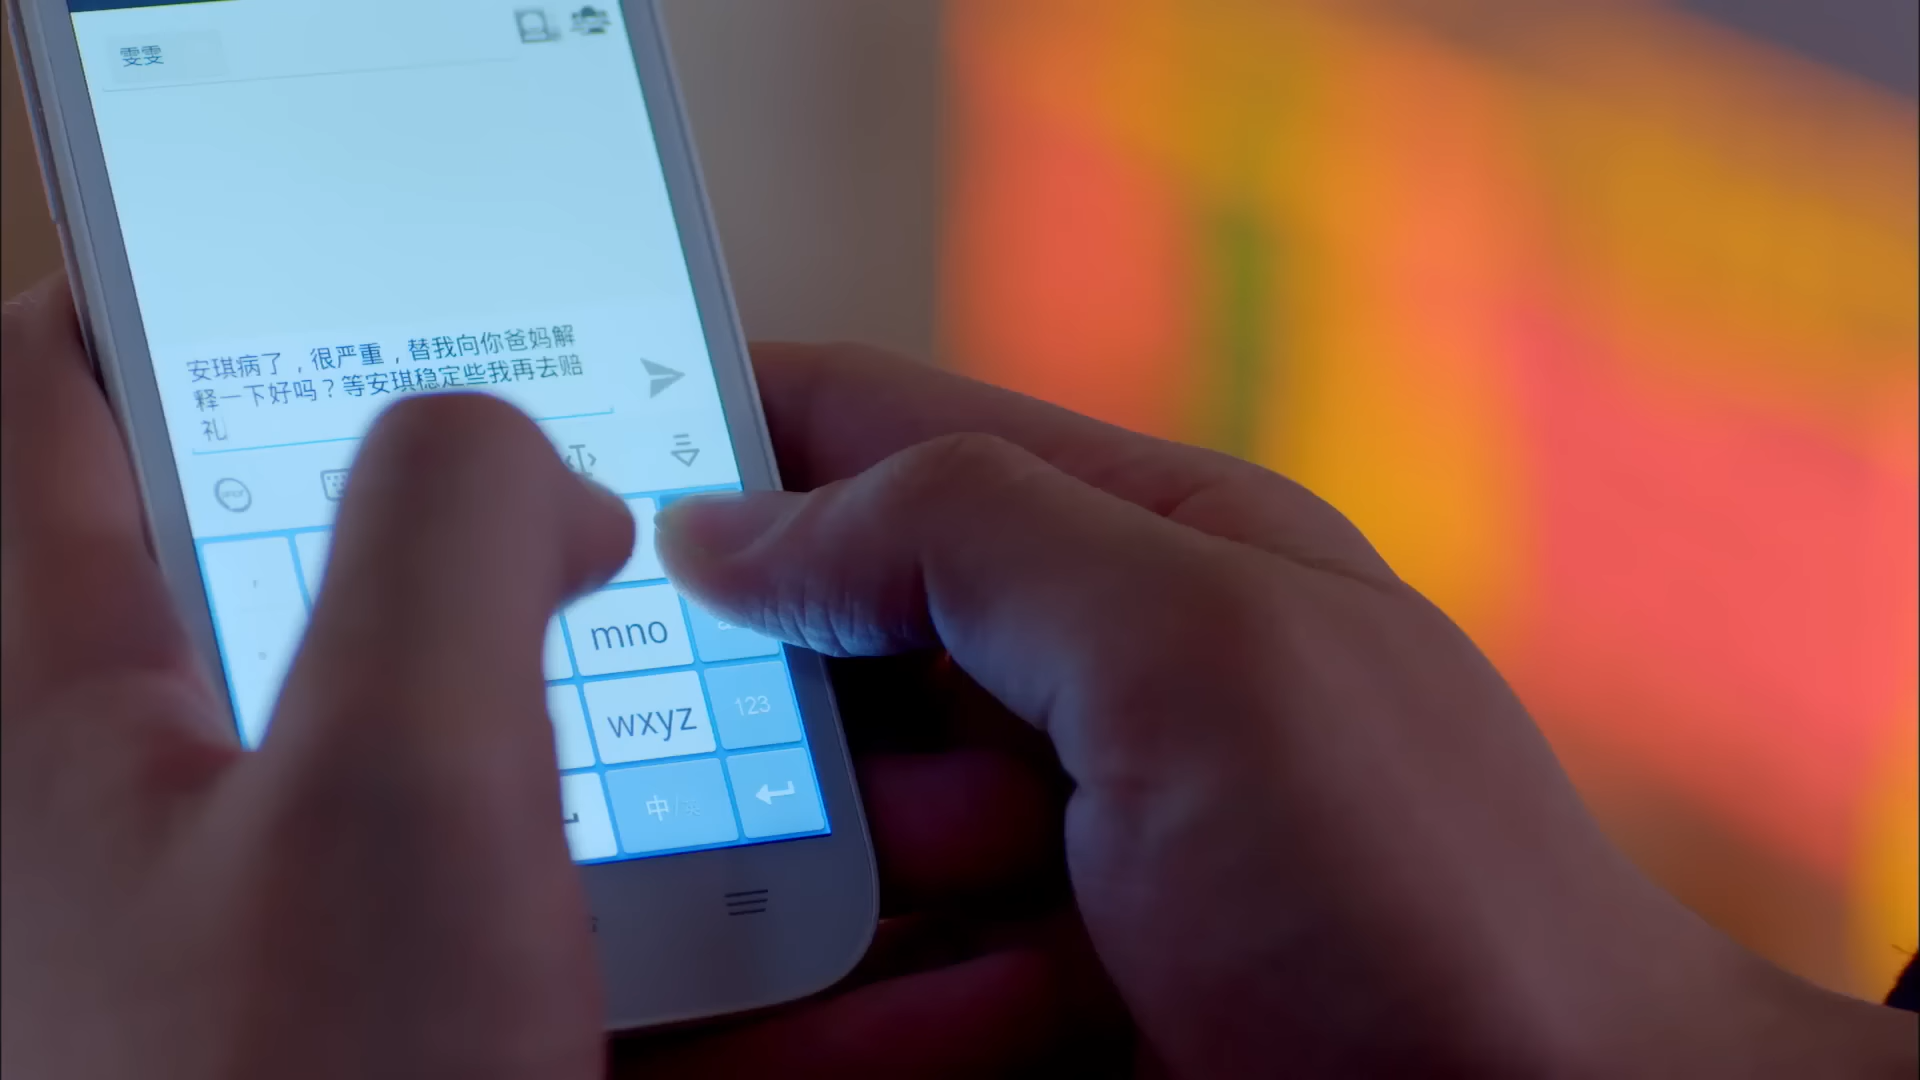 雯雯
安琪病了，很严重，替我向你爸妈解
释一下好吗？等安琪稳定些我再去赔
礼
，
。
mno
wxyz
123
中/英